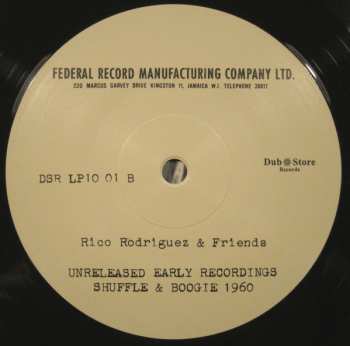 FEDERAL RECORD MANUFACTURING COMPANY LTD.
220 MARCUS GARVEY DRIVE KINGSTON 11, JAMAICA W.I. TELEPHONE 26017
DSR LP10 01 B
Dub Store
Records
Rico Rodriguez & Friends
UNRELEASED EARLY RECORDINGS
SHUFFLE & BOOGIE 1960